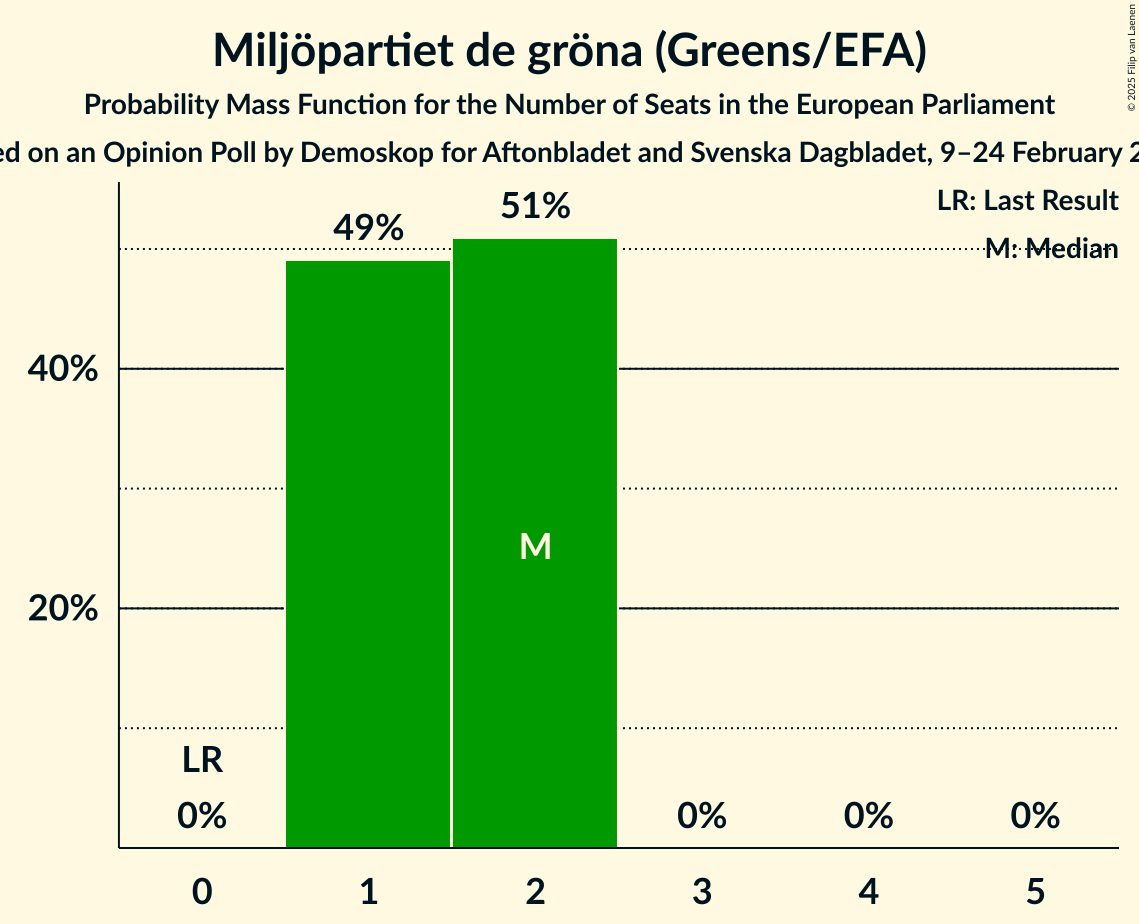 Miljöpartiet de gröna (Greens/EFA)
Probability Mass Function for the Number of Seats in the European Parliament
on an Opinion Poll by Demoskop for Aftonbladet and Svenska Dagbladet, 9–24 February
© 2025 Filip van Laenen
LR: Last Result
M: Median
49%
51%
40%
20%
M
LR
0%
0%
0%
0%
0
1
2
3
4
5